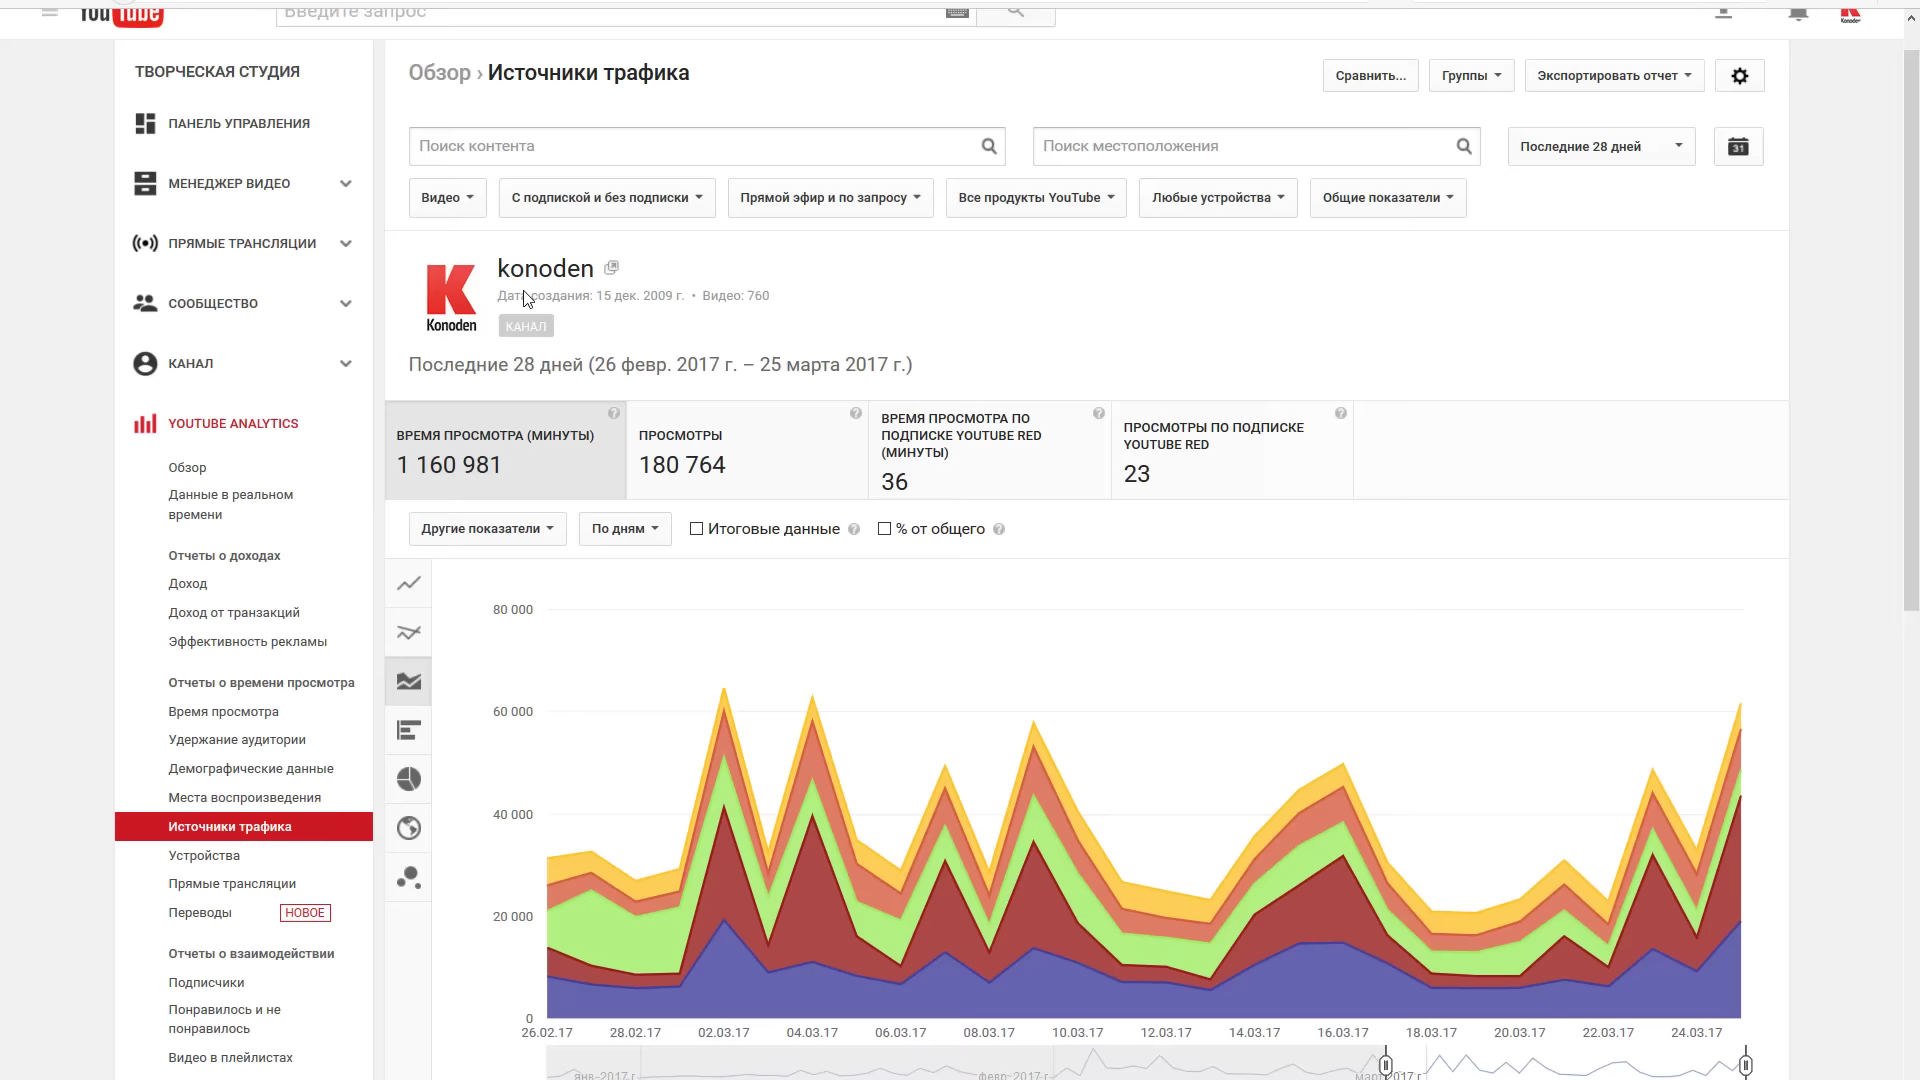 YouTube
Введите запрос
Konoden
ТВОРЧЕСКАЯ СТУДИЯ
ПАНЕЛЬ УПРАВЛЕНИЯ
МЕНЕДЖЕР ВИДЕО
ПРЯМЫЕ ТРАНСЛЯЦИИ
СООБЩЕСТВО
КАНАЛ
YOUTUBE ANALYTICS
Обзор
Данные в реальном
времени
Отчеты о доходах
Доход
Доход от транзакций
Эффективность рекламы
Отчеты о времени просмотра
Время просмотра
Удержание аудитории
Демографические данные
Места воспроизведения
Источники трафика
Устройства
Прямые трансляции
Переводы НОВОЕ
Отчеты о взаимодействии
Подписчики
Понравилось и не
понравилось
Видео в плейлистах
Обзор › Источники трафика
Сравнить... Группы Экспортировать отчет
Поиск контента Поиск местоположения Последние 28 дней 31
Видео С подпиской и без подписки Прямой эфир и по запросу Все продукты YouTube Любые устройства Общие показатели
Konoden
konoden
Дата создания: 15 дек. 2009 г. • Видео: 760
КАНАЛ
Последние 28 дней (26 февр. 2017 г. – 25 марта 2017 г.)
ВРЕМЯ ПРОСМОТРА (МИНУТЫ)
1 160 981
ПРОСМОТРЫ
180 764
ВРЕМЯ ПРОСМОТРА ПО
ПОДПИСКЕ YOUTUBE RED
(МИНУТЫ)
36
ПРОСМОТРЫ ПО ПОДПИСКЕ
YOUTUBE RED
23
Другие показатели По дням Итоговые данные ? % от общего ?
80 000
60 000
40 000
20 000
0
26.02.17 28.02.17 02.03.17 04.03.17 06.03.17 08.03.17 10.03.17 12.03.17 14.03.17 16.03.17 18.03.17 20.03.17 22.03.17 24.03.17
янв-2017 г. февр-2017 г. март 2017 г.